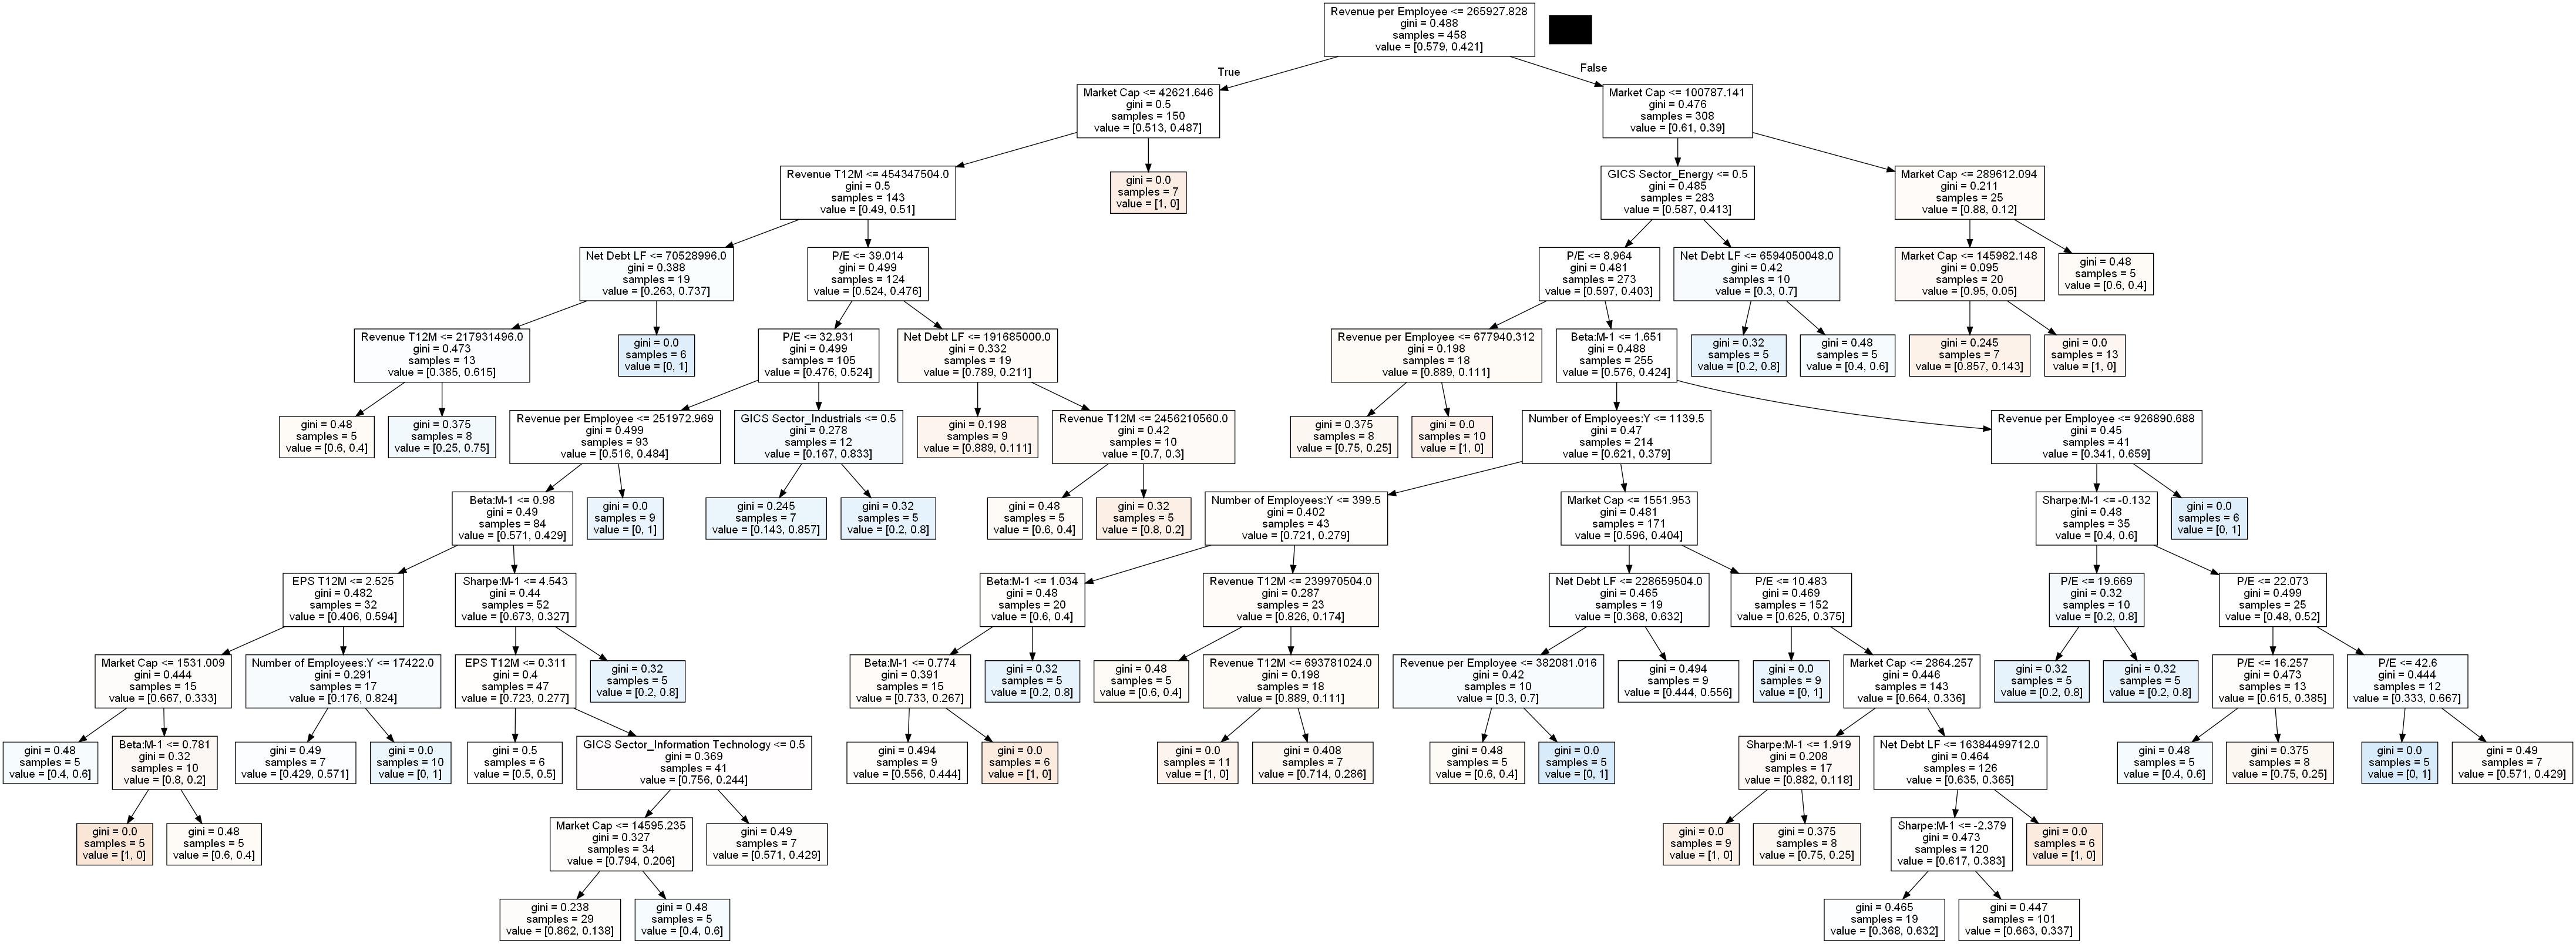 Revenue per Employee <= 265927.828
gini = 0.488
samples = 458
value = [0.579, 0.421]
True
False
Market Cap <= 42621.646
gini = 0.5
samples = 150
value = [0.513, 0.487]
Market Cap <= 100787.141
gini = 0.476
samples = 308
value = [0.61, 0.39]
Revenue T12M <= 454347504.0
gini = 0.5
samples = 143
value = [0.49, 0.51]
gini = 0.0
samples = 7
value = [1, 0]
GICS Sector_Energy <= 0.5
gini = 0.485
samples = 283
value = [0.587, 0.413]
Market Cap <= 289612.094
gini = 0.211
samples = 25
value = [0.88, 0.12]
Net Debt LF <= 70528996.0
gini = 0.388
samples = 19
value = [0.263, 0.737]
P/E <= 39.014
gini = 0.499
samples = 124
value = [0.524, 0.476]
P/E <= 8.964
gini = 0.481
samples = 273
value = [0.597, 0.403]
Net Debt LF <= 6594050048.0
gini = 0.42
samples = 10
value = [0.3, 0.7]
Market Cap <= 145982.148
gini = 0.095
samples = 20
value = [0.95, 0.05]
gini = 0.48
samples = 5
value = [0.6, 0.4]
Revenue T12M <= 217931496.0
gini = 0.473
samples = 13
value = [0.385, 0.615]
gini = 0.0
samples = 6
value = [0, 1]
P/E <= 32.931
gini = 0.499
samples = 105
value = [0.476, 0.524]
Net Debt LF <= 191685000.0
gini = 0.332
samples = 19
value = [0.789, 0.211]
Revenue per Employee <= 677940.312
gini = 0.198
samples = 18
value = [0.889, 0.111]
Beta:M-1 <= 1.651
gini = 0.488
samples = 255
value = [0.576, 0.424]
gini = 0.32
samples = 5
value = [0.2, 0.8]
gini = 0.48
samples = 5
value = [0.4, 0.6]
gini = 0.245
samples = 7
value = [0.857, 0.143]
gini = 0.0
samples = 13
value = [1, 0]
gini = 0.48
samples = 5
value = [0.6, 0.4]
gini = 0.375
samples = 8
value = [0.25, 0.75]
Revenue per Employee <= 251972.969
gini = 0.499
samples = 93
value = [0.516, 0.484]
GICS Sector_Industrials <= 0.5
gini = 0.278
samples = 12
value = [0.167, 0.833]
gini = 0.198
samples = 9
value = [0.889, 0.111]
Revenue T12M <= 2456210560.0
gini = 0.42
samples = 10
value = [0.7, 0.3]
gini = 0.375
samples = 8
value = [0.75, 0.25]
gini = 0.0
samples = 10
value = [1, 0]
Number of Employees:Y <= 1139.5
gini = 0.47
samples = 214
value = [0.621, 0.379]
Revenue per Employee <= 926890.688
gini = 0.45
samples = 41
value = [0.341, 0.659]
Beta:M-1 <= 0.98
gini = 0.49
samples = 84
value = [0.571, 0.429]
gini = 0.0
samples = 9
value = [0, 1]
gini = 0.245
samples = 7
value = [0.143, 0.857]
gini = 0.32
samples = 5
value = [0.2, 0.8]
gini = 0.48
samples = 5
value = [0.6, 0.4]
gini = 0.32
samples = 5
value = [0.8, 0.2]
Number of Employees:Y <= 399.5
gini = 0.402
samples = 43
value = [0.721, 0.279]
Market Cap <= 1551.953
gini = 0.481
samples = 171
value = [0.596, 0.404]
Sharpe:M-1 <= -0.132
gini = 0.48
samples = 35
value = [0.4, 0.6]
gini = 0.0
samples = 6
value = [0, 1]
EPS T12M <= 2.525
gini = 0.482
samples = 32
value = [0.406, 0.594]
Sharpe:M-1 <= 4.543
gini = 0.44
samples = 52
value = [0.673, 0.327]
Beta:M-1 <= 1.034
gini = 0.48
samples = 20
value = [0.6, 0.4]
Revenue T12M <= 239970504.0
gini = 0.287
samples = 23
value = [0.826, 0.174]
Net Debt LF <= 228659504.0
gini = 0.465
samples = 19
value = [0.368, 0.632]
P/E <= 10.483
gini = 0.469
samples = 152
value = [0.625, 0.375]
P/E <= 19.669
gini = 0.32
samples = 10
value = [0.2, 0.8]
P/E <= 22.073
gini = 0.499
samples = 25
value = [0.48, 0.52]
Market Cap <= 1531.009
gini = 0.444
samples = 15
value = [0.667, 0.333]
Number of Employees:Y <= 17422.0
gini = 0.291
samples = 17
value = [0.176, 0.824]
EPS T12M <= 0.311
gini = 0.4
samples = 47
value = [0.723, 0.277]
gini = 0.32
samples = 5
value = [0.2, 0.8]
Beta:M-1 <= 0.774
gini = 0.391
samples = 15
value = [0.733, 0.267]
gini = 0.32
samples = 5
value = [0.2, 0.8]
gini = 0.48
samples = 5
value = [0.6, 0.4]
Revenue T12M <= 693781024.0
gini = 0.198
samples = 18
value = [0.889, 0.111]
Revenue per Employee <= 382081.016
gini = 0.42
samples = 10
value = [0.3, 0.7]
gini = 0.494
samples = 9
value = [0.444, 0.556]
gini = 0.0
samples = 9
value = [0, 1]
Market Cap <= 2864.257
gini = 0.446
samples = 143
value = [0.664, 0.336]
gini = 0.32
samples = 5
value = [0.2, 0.8]
gini = 0.32
samples = 5
value = [0.2, 0.8]
P/E <= 16.257
gini = 0.473
samples = 13
value = [0.615, 0.385]
P/E <= 42.6
gini = 0.444
samples = 12
value = [0.333, 0.667]
gini = 0.48
samples = 5
value = [0.4, 0.6]
Beta:M-1 <= 0.781
gini = 0.32
samples = 10
value = [0.8, 0.2]
gini = 0.49
samples = 7
value = [0.429, 0.571]
gini = 0.0
samples = 10
value = [0, 1]
gini = 0.5
samples = 6
value = [0.5, 0.5]
GICS Sector_Information Technology <= 0.5
gini = 0.369
samples = 41
value = [0.756, 0.244]
gini = 0.494
samples = 9
value = [0.556, 0.444]
gini = 0.0
samples = 6
value = [1, 0]
gini = 0.0
samples = 11
value = [1, 0]
gini = 0.408
samples = 7
value = [0.714, 0.286]
gini = 0.48
samples = 5
value = [0.6, 0.4]
gini = 0.0
samples = 5
value = [0, 1]
Sharpe:M-1 <= 1.919
gini = 0.208
samples = 17
value = [0.882, 0.118]
Net Debt LF <= 16384499712.0
gini = 0.464
samples = 126
value = [0.635, 0.365]
gini = 0.48
samples = 5
value = [0.4, 0.6]
gini = 0.375
samples = 8
value = [0.75, 0.25]
gini = 0.0
samples = 5
value = [0, 1]
gini = 0.49
samples = 7
value = [0.571, 0.429]
gini = 0.0
samples = 5
value = [1, 0]
gini = 0.48
samples = 5
value = [0.6, 0.4]
Market Cap <= 14595.235
gini = 0.327
samples = 34
value = [0.794, 0.206]
gini = 0.49
samples = 7
value = [0.571, 0.429]
gini = 0.0
samples = 9
value = [1, 0]
gini = 0.375
samples = 8
value = [0.75, 0.25]
Sharpe:M-1 <= -2.379
gini = 0.473
samples = 120
value = [0.617, 0.383]
gini = 0.0
samples = 6
value = [1, 0]
gini = 0.238
samples = 29
value = [0.862, 0.138]
gini = 0.48
samples = 5
value = [0.4, 0.6]
gini = 0.465
samples = 19
value = [0.368, 0.632]
gini = 0.447
samples = 101
value = [0.663, 0.337]